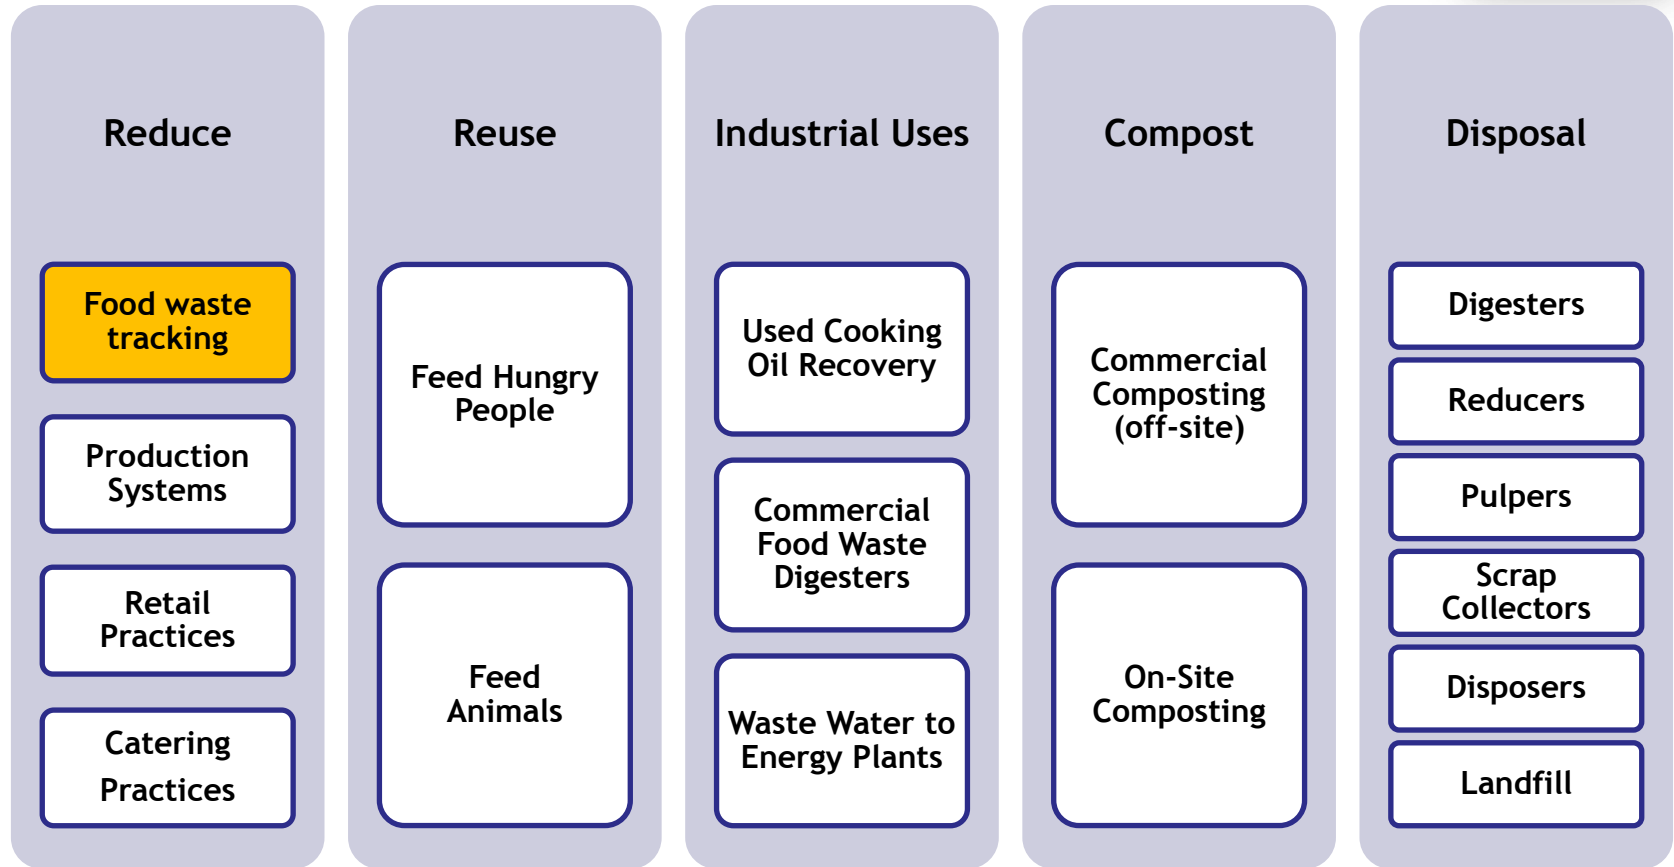 Reduce
Food waste
tracking
Production
Systems
Retail
Practices
Catering
Practices
Reuse
Feed Hungry
People
Feed
Animals
Industrial Uses
Used Cooking
Oil Recovery
Commercial
Food Waste
Digesters
Waste Water to
Energy Plants
Compost
Commercial
Composting
(off-site)
On-Site
Composting
Disposal
Digesters
Reducers
Pulpers
Scrap
Collectors
Disposers
Landfill